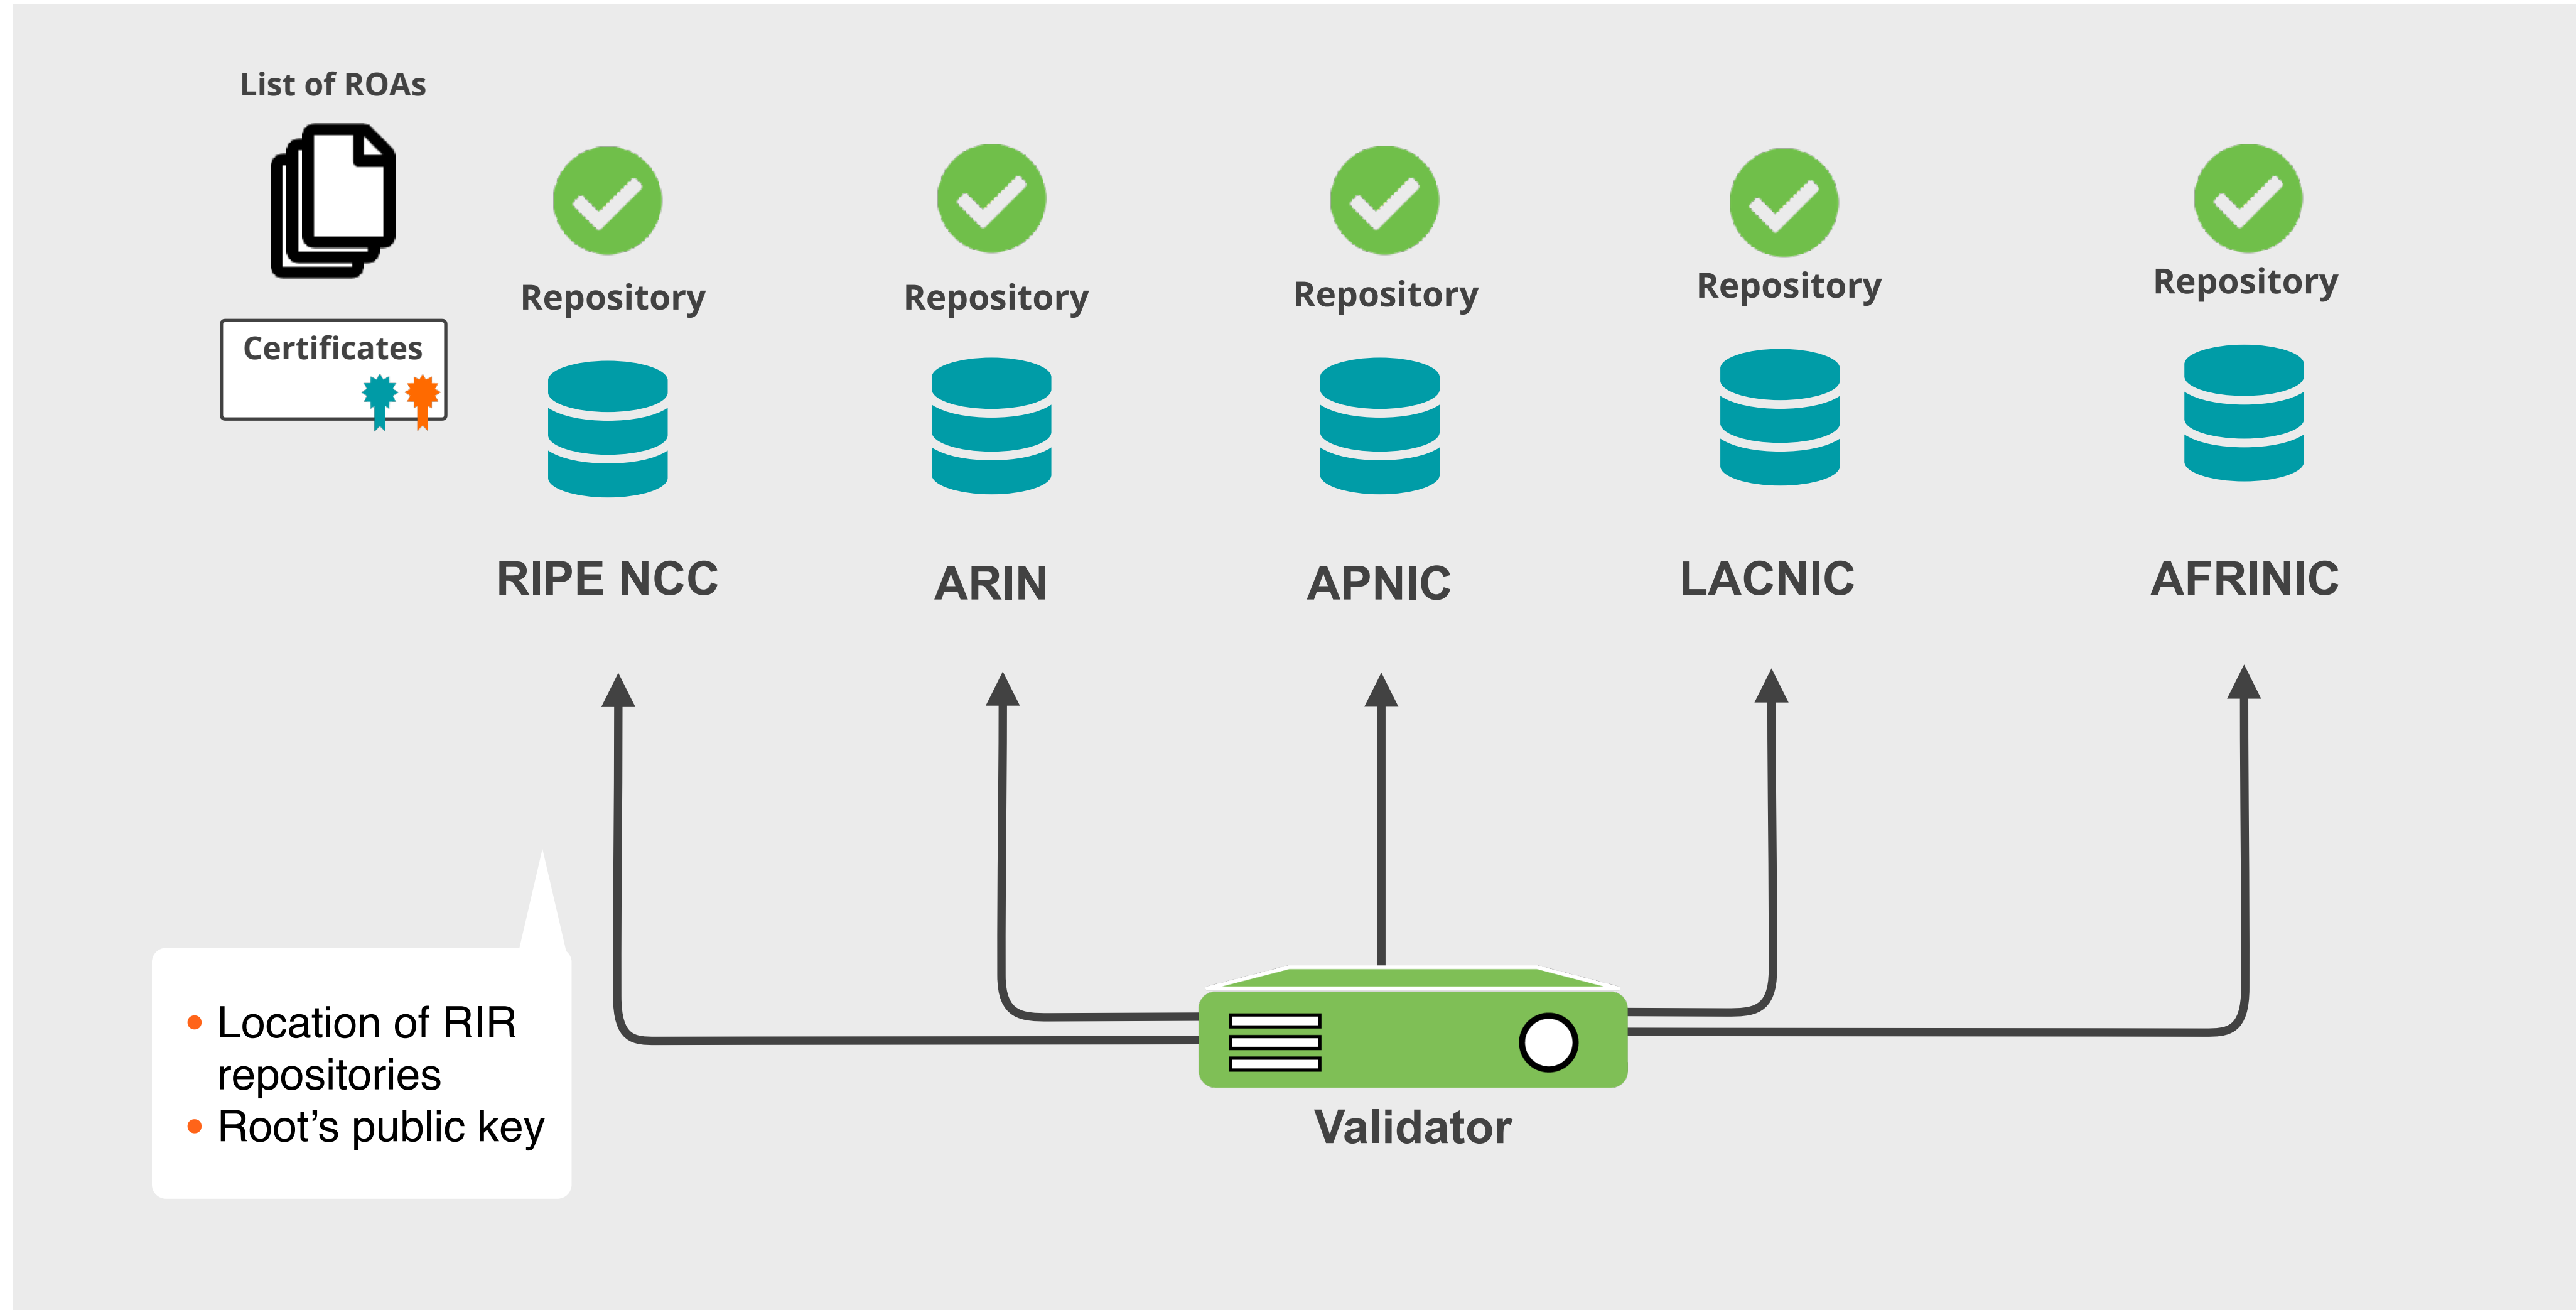 List of ROAs
Certificates
Repository
Repository
Repository
Repository
Repository
RIPE NCC
ARIN
APNIC
LACNIC
AFRINIC
• Location of RIR
repositories
• Root’s public key
Validator